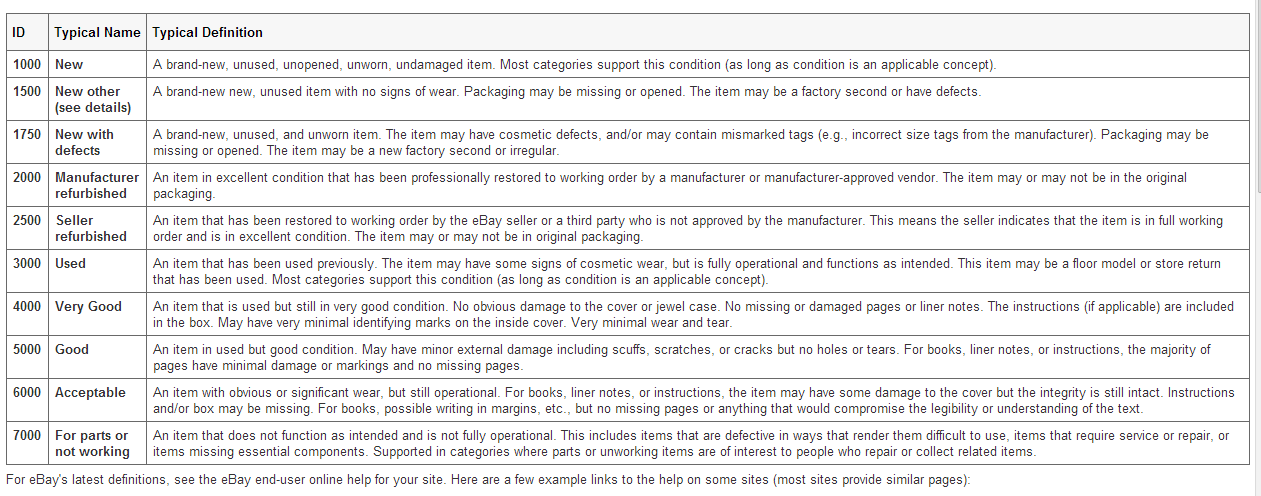 ID Typical Name Typical Definition
1000 New A brand-new, unused, unopened, unworn, undamaged item. Most categories support this condition (as long as condition is an applicable concept).
1500 New other (see details) A brand-new new, unused item with no signs of wear. Packaging may be missing or opened. The item may be a factory second or have defects.
1750 New with defects A brand-new, unused, and unworn item. The item may have cosmetic defects, and/or may contain mismarked tags (e.g., incorrect size tags from the manufacturer). Packaging may be
missing or opened. The item may be a new factory second or irregular.
2000 Manufacturer refurbished An item in excellent condition that has been professionally restored to working order by a manufacturer or manufacturer-approved vendor. The item may or may not be in the original
packaging.
2500 Seller refurbished An item that has been restored to working order by the eBay seller or a third party who is not approved by the manufacturer. This means the seller indicates that the item is in full working
order and is in excellent condition. The item may or may not be in original packaging.
3000 Used An item that has been used previously. The item may have some signs of cosmetic wear, but is fully operational and functions as intended. This item may be a floor model or store return
that has been used. Most categories support this condition (as long as condition is an applicable concept).
4000 Very Good An item that is used but still in very good condition. No obvious damage to the cover or jewel case. No missing or damaged pages or liner notes. The instructions (if applicable) are included
in the box. May have very minimal identifying marks on the inside cover. Very minimal wear and tear.
5000 Good An item in used but good condition. May have minor external damage including scuffs, scratches, or cracks but no holes or tears. For books, liner notes, or instructions, the majority of
pages have minimal damage or markings and no missing pages.
6000 Acceptable An item with obvious or significant wear, but still operational. For books, liner notes, or instructions, the item may have some damage to the cover but the integrity is still intact. Instructions
and/or box may be missing. For books, possible writing in margins, etc., but no missing pages or anything that would compromise the legibility or understanding of the text.
7000 For parts or not working An item that does not function as intended and is not fully operational. This includes items that are defective in ways that render them difficult to use, items that require service or repair, or
items missing essential components. Supported in categories where parts or unworking items are of interest to people who repair or collect related items.
For eBay's latest definitions, see the eBay end-user online help for your site. Here are a few example links to the help on some sites (most sites provide similar pages):